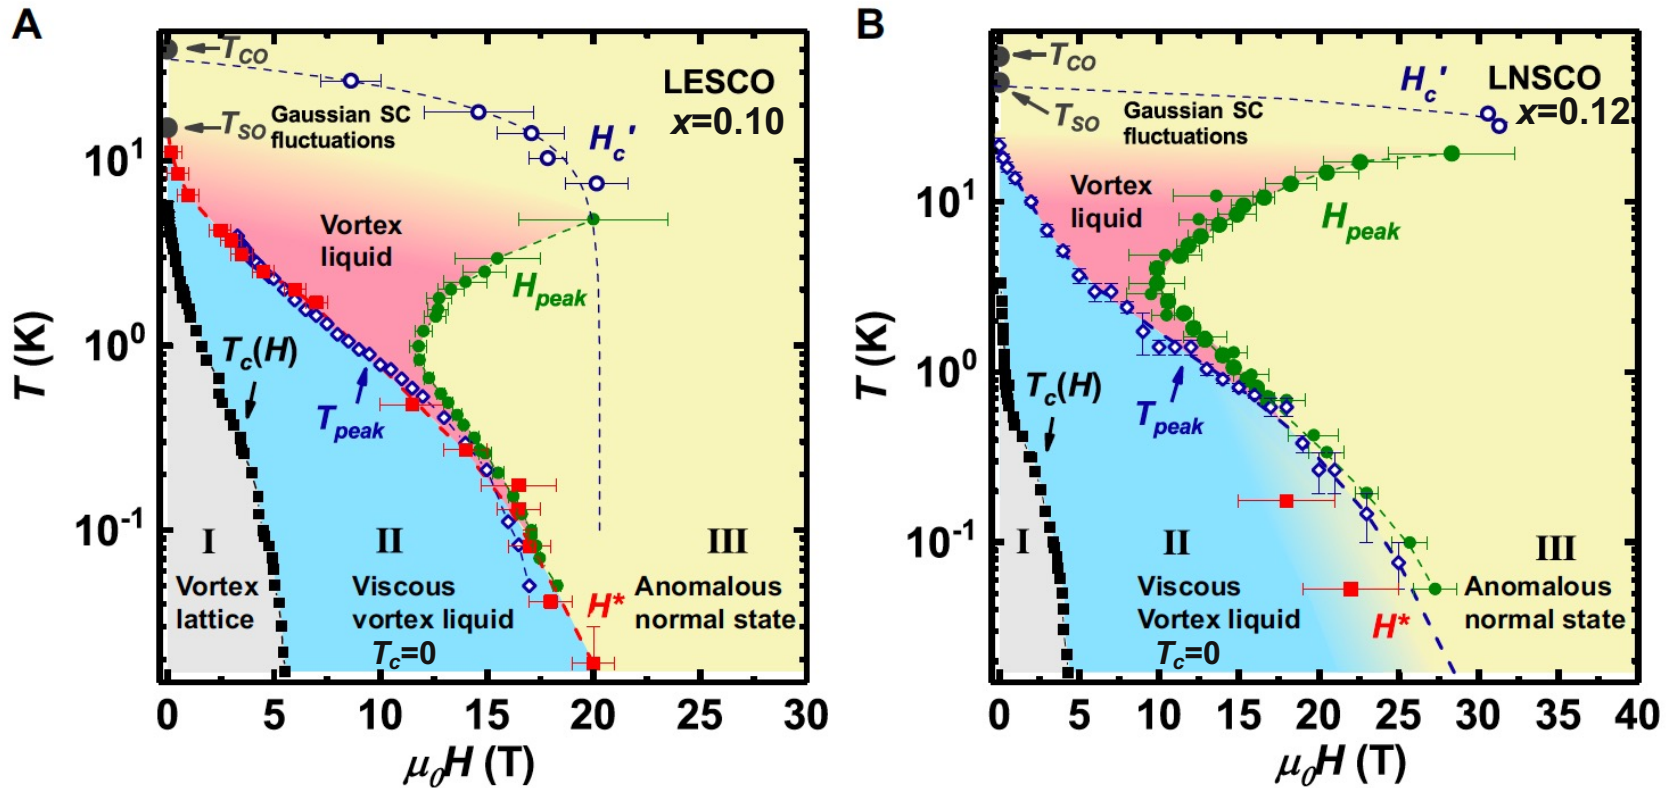 A
T_CO
LESCO
x=0.10
Gaussian SC
fluctuations
T_SO
H_c'
Vortex
liquid
H_peak
T_c(H)
T_peak
I
II
III
Vortex
lattice
Viscous
vortex liquid
T_c=0
H*
Anomalous
normal state
10^1
10^0
10^-1
T (K)
0 5 10 15 20 25 30
μ_0H (T)
B
T_CO
H_c'
LNSCO
x=0.12
T_SO
Gaussian SC
fluctuations
Vortex
liquid
H_peak
T_c(H)
T_peak
I
II
III
Viscous
Vortex liquid
T_c=0
H*
Anomalous
normal state
10^1
10^0
10^-1
T (K)
0 5 10 15 20 25 30 35 40
μ_0H (T)